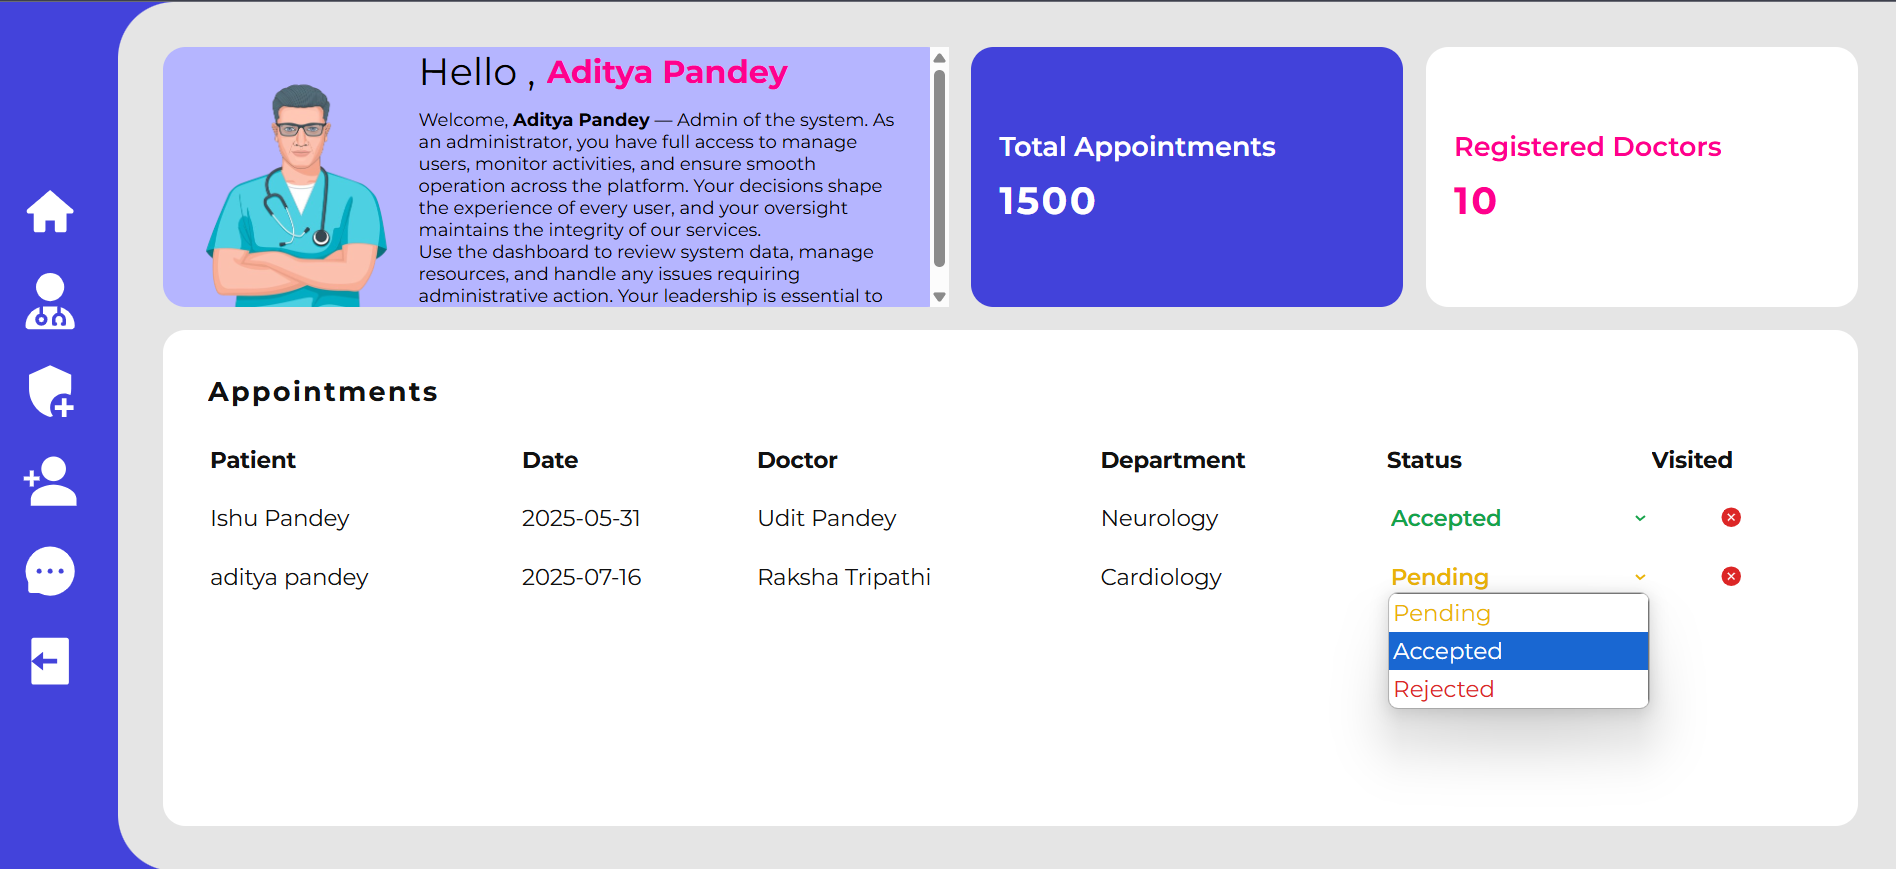 Hello , Aditya Pandey
Welcome, Aditya Pandey — Admin of the system. As
an administrator, you have full access to manage
users, monitor activities, and ensure smooth
operation across the platform. Your decisions shape
the experience of every user, and your oversight
maintains the integrity of our services.
Use the dashboard to review system data, manage
resources, and handle any issues requiring
administrative action. Your leadership is essential to
Total Appointments
1500
Registered Doctors
10
Appointments
Patient Date Doctor Department Status Visited
Ishu Pandey 2025-05-31 Udit Pandey Neurology Accepted
aditya pandey 2025-07-16 Raksha Tripathi Cardiology Pending
Pending
Accepted
Rejected